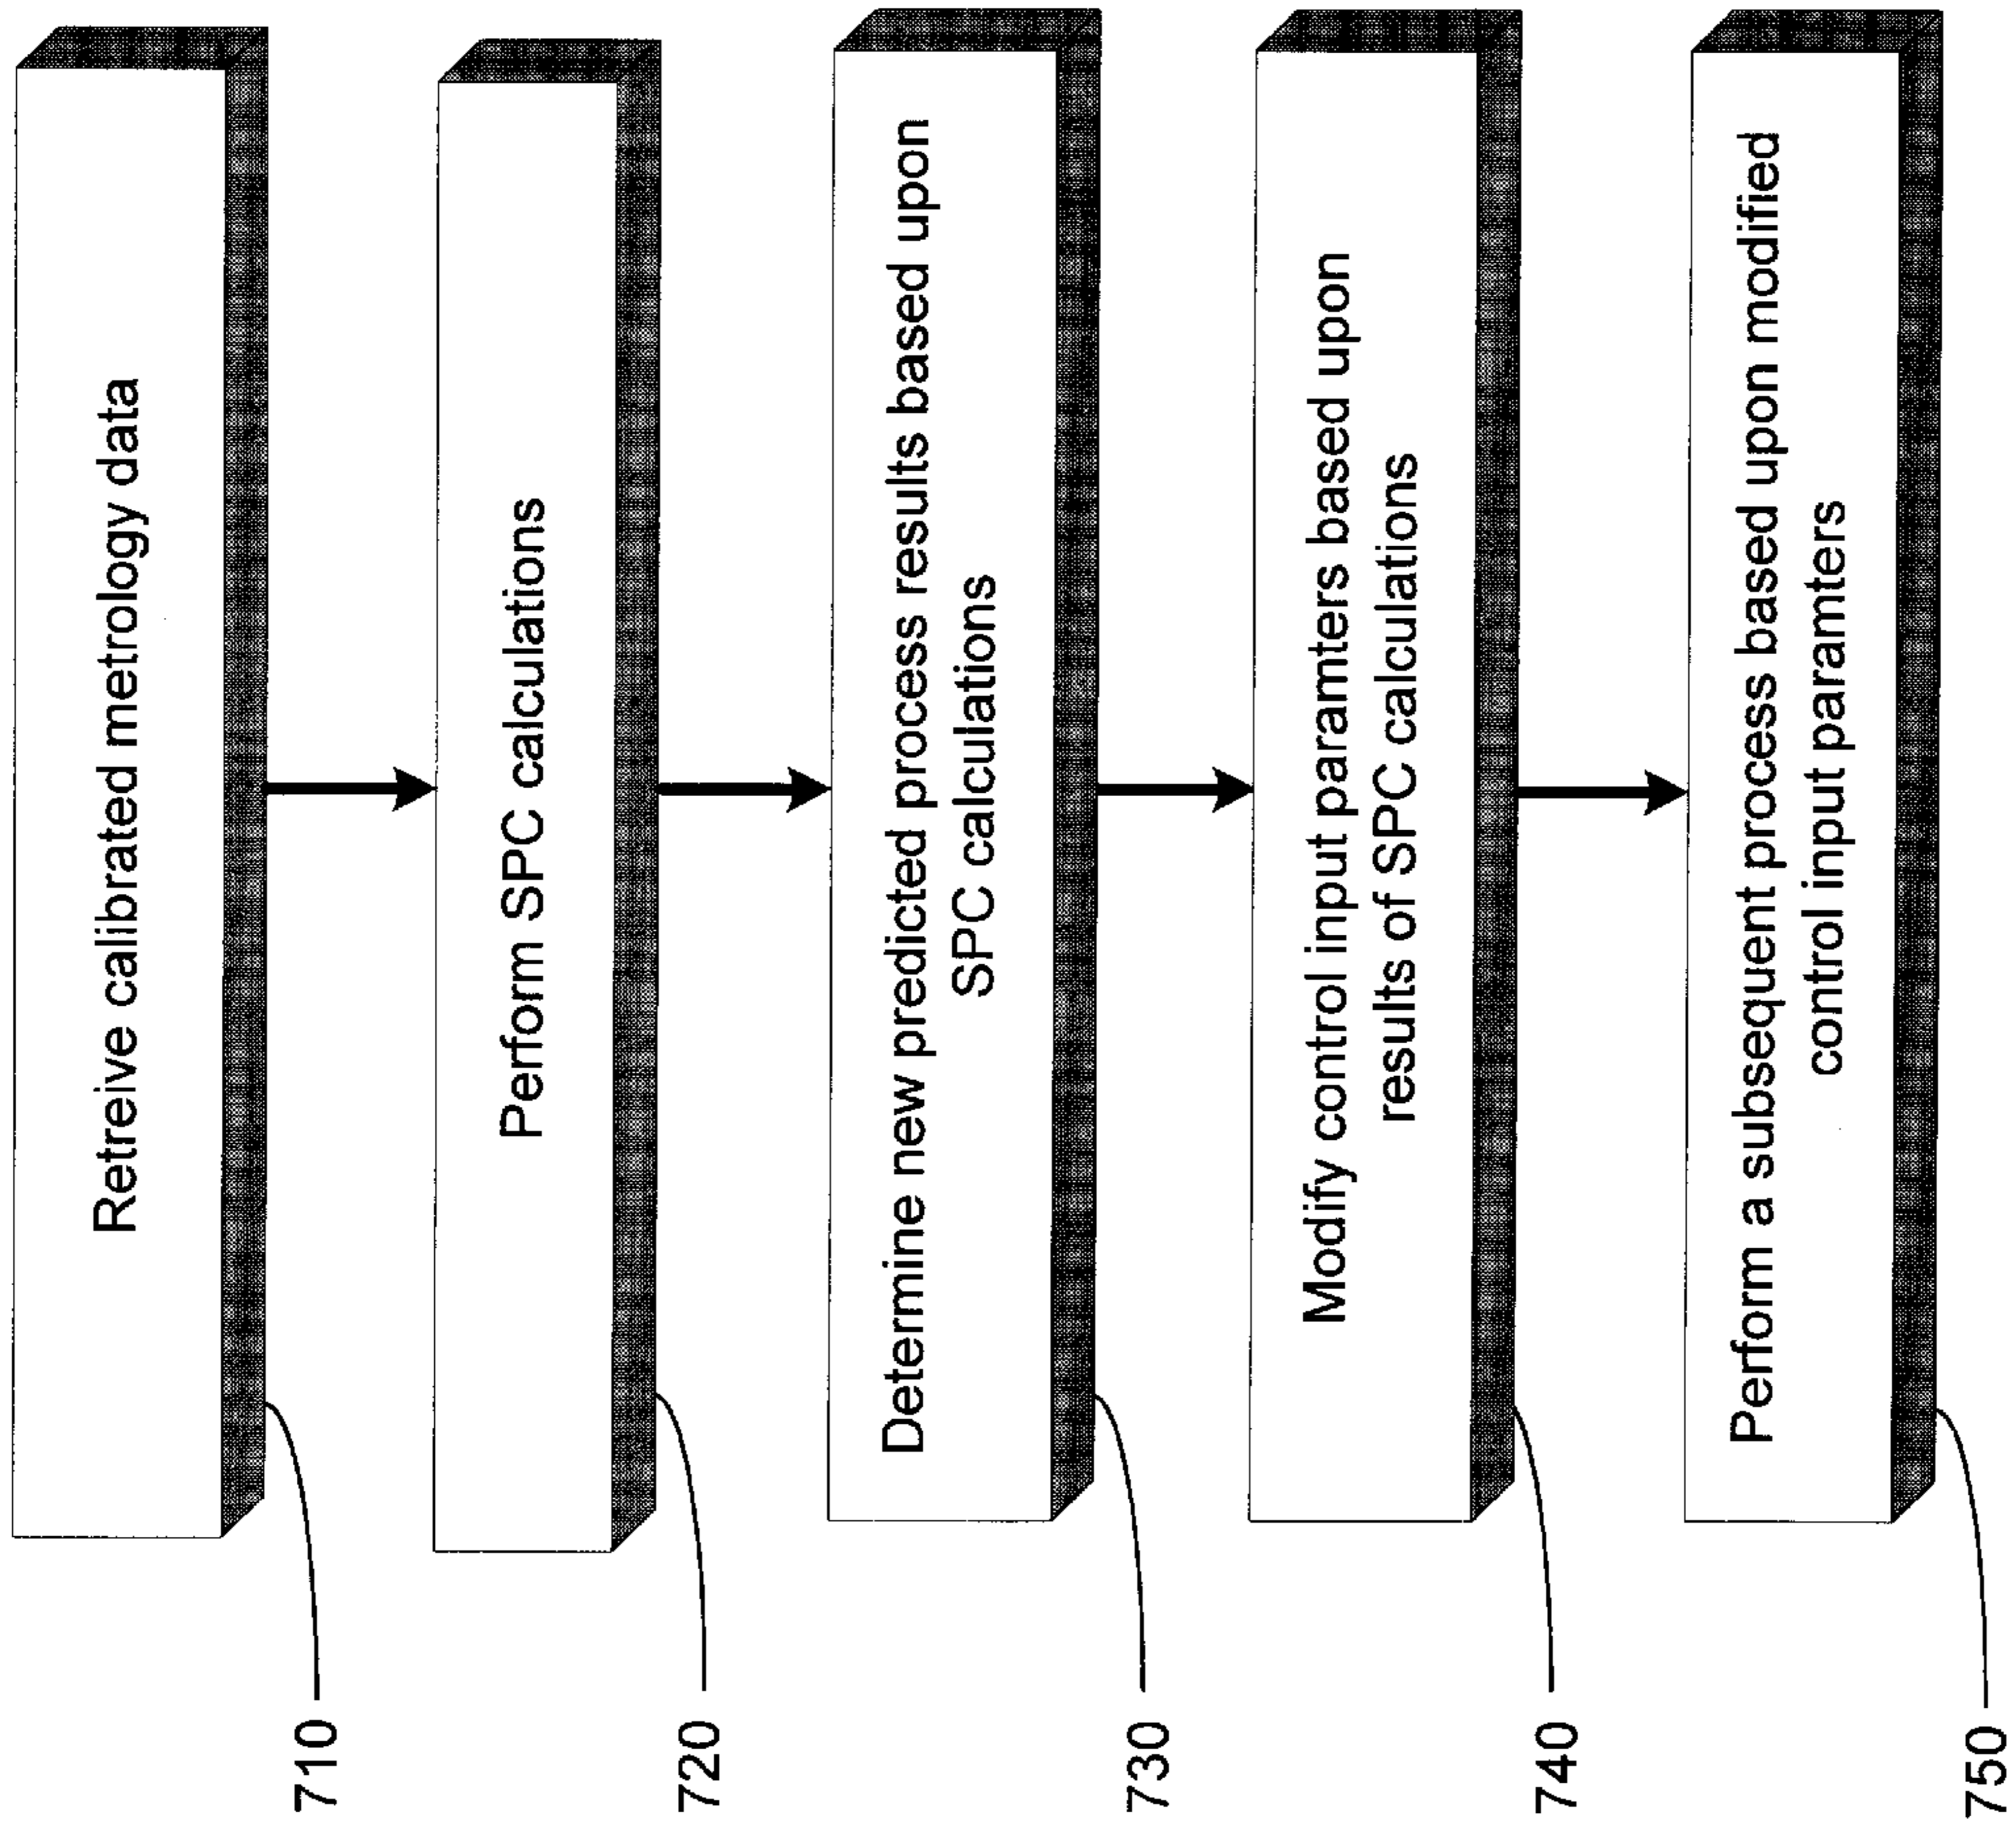 Retreive calibrated metrology data
710
Perform SPC calculations
720
Determine new predicted process results based upon
SPC calculations
730
Modify control input paramters based upon
results of SPC calculations
740
Perform a subsequent process based upon modified
control input paramters
750